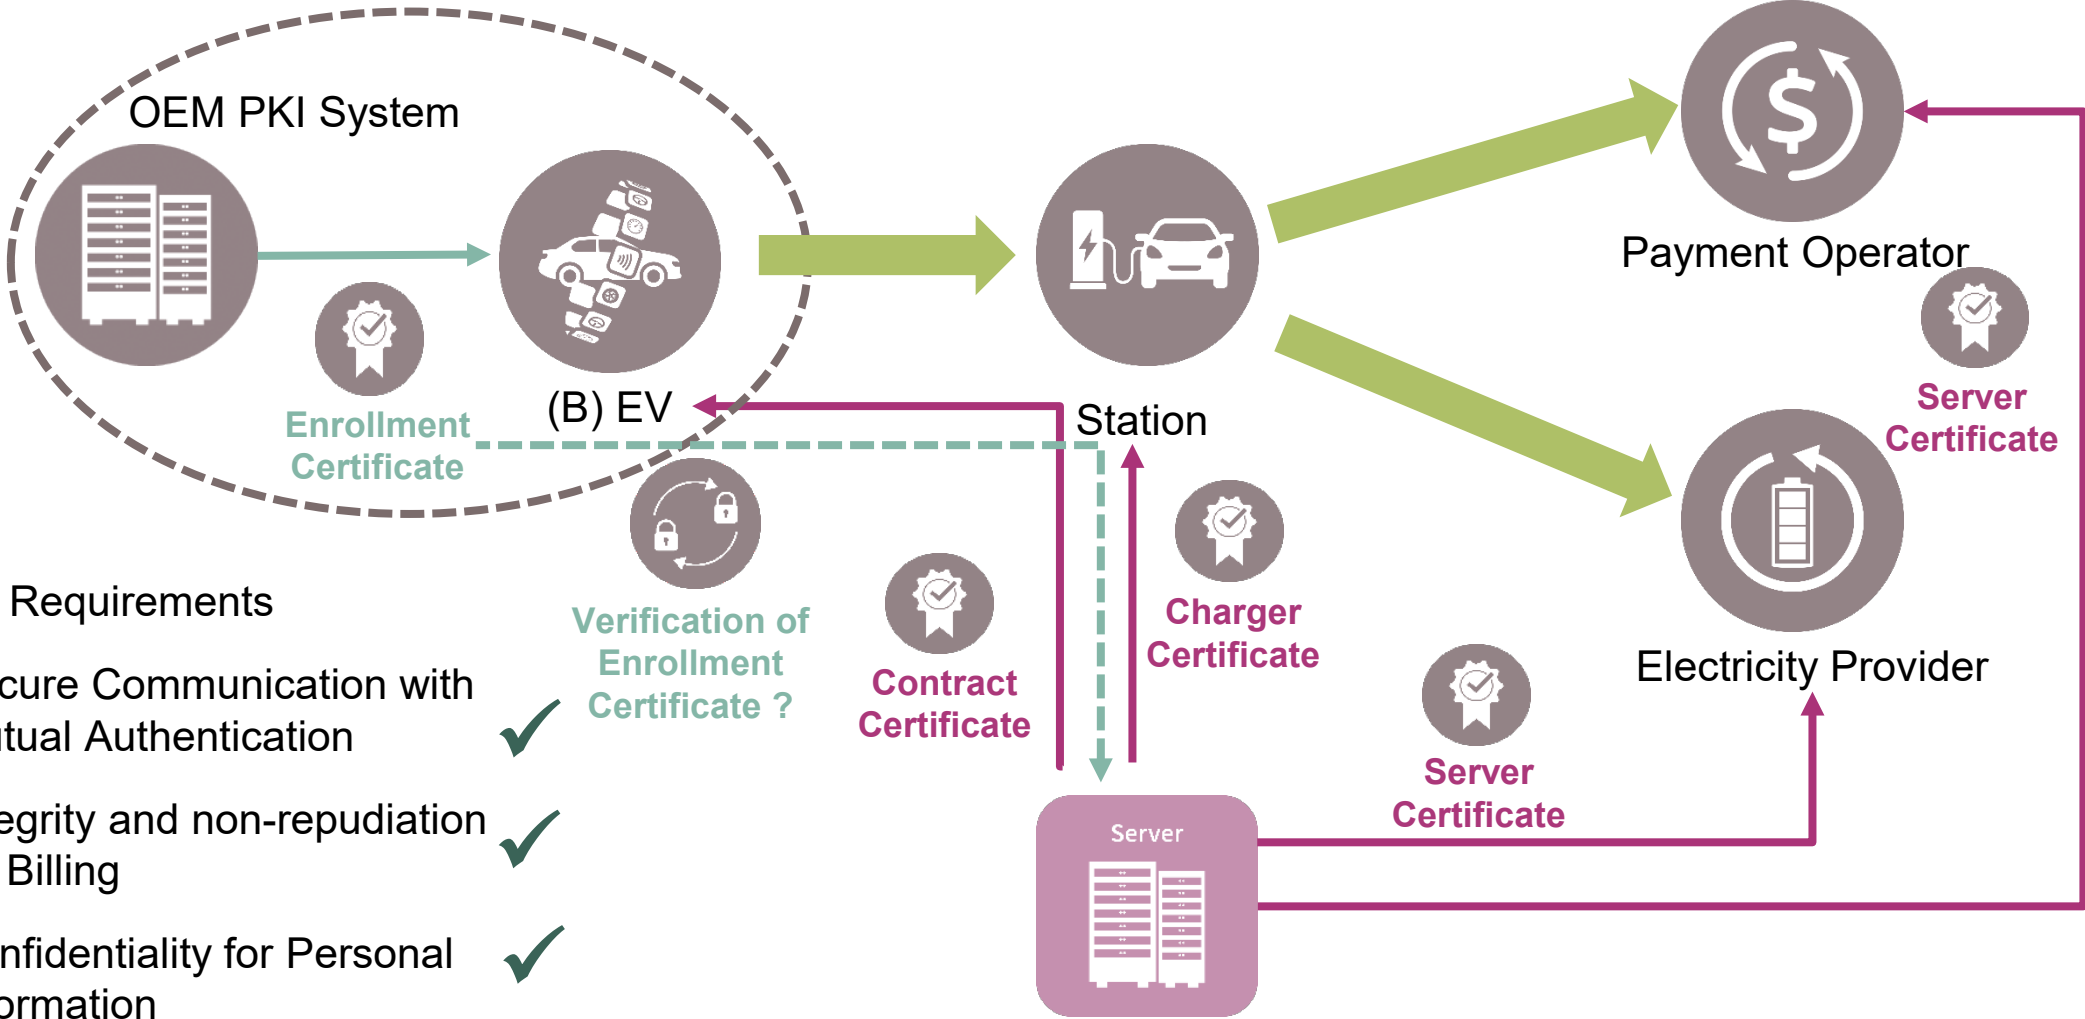 OEM PKI System
Payment Operator
(B) EV
Station
Enrollment
Certificate
Server
Certificate
Requirements
Verification of
Enrollment
Certificate ?
Charger
Certificate
Contract
Certificate
Electricity Provider
cure Communication with
tual Authentication
Server
Certificate
egrity and non-repudiation
Billing
Server
nfidentiality for Personal
ormation